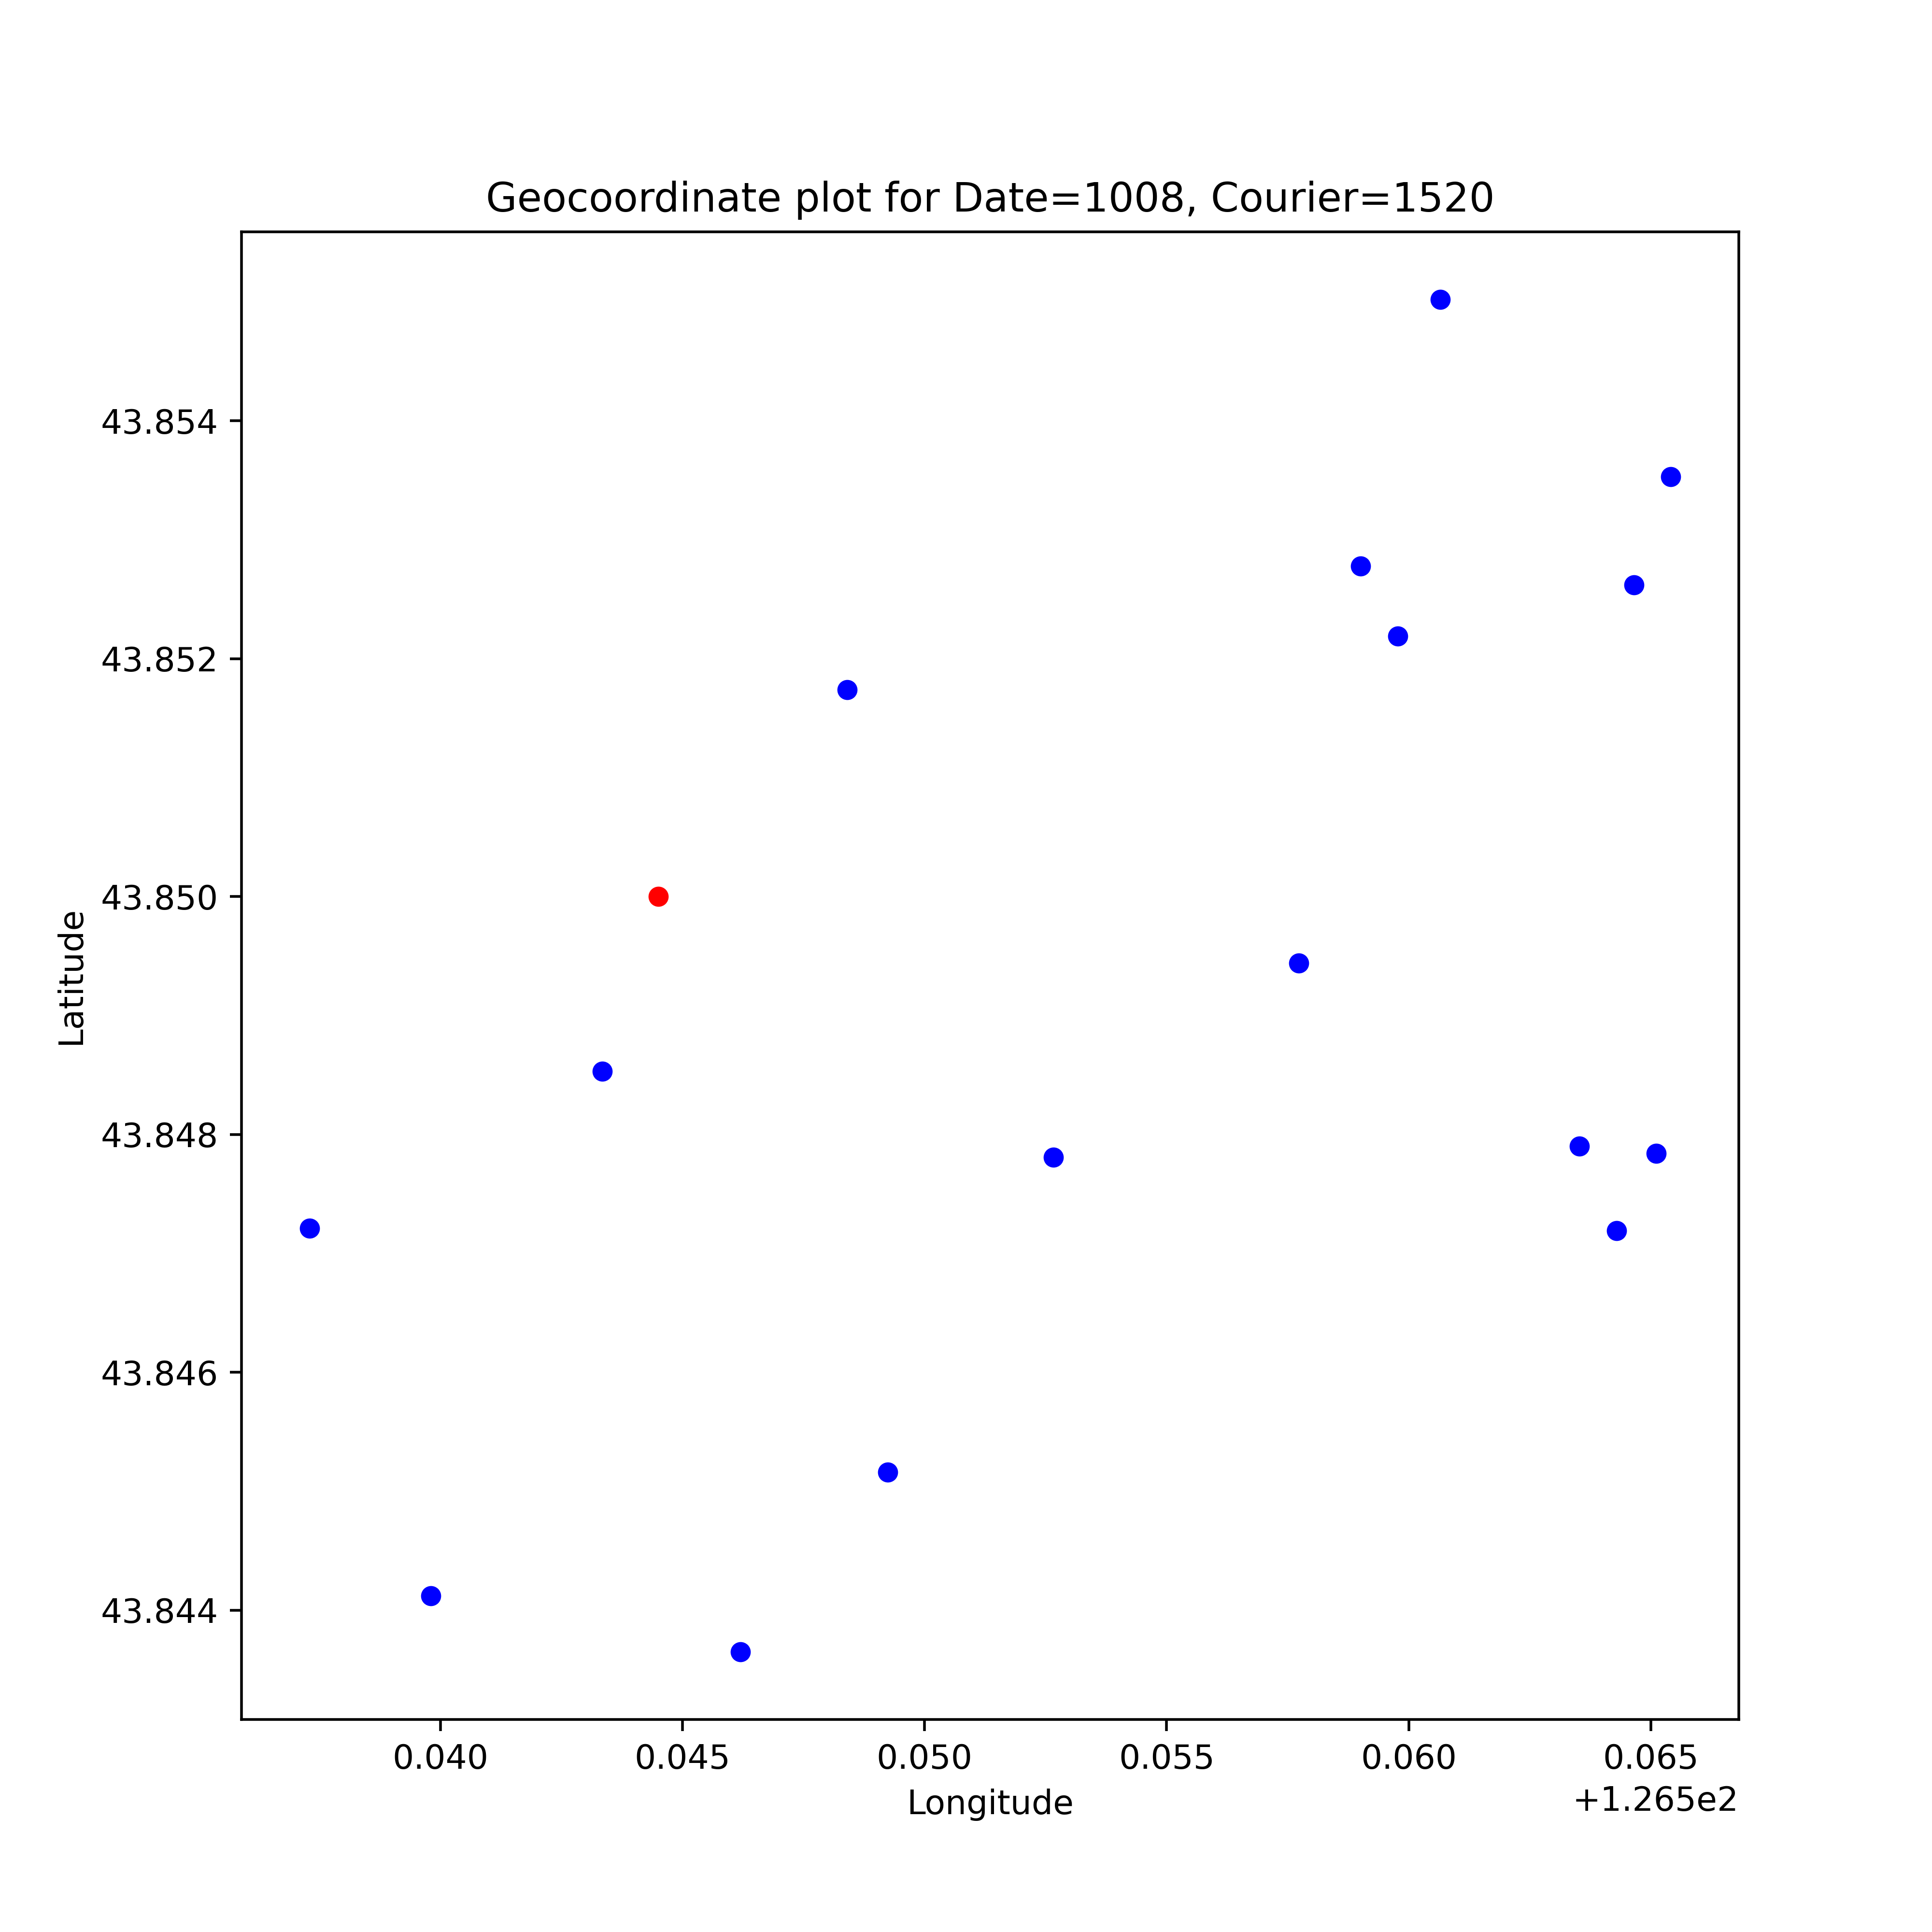 Geocoordinate plot for Date=1008, Courier=1520
43.854
43.852
43.850
43.848
43.846
43.844
Latitude
0.040 0.045 0.050 0.055 0.060 0.065
+1.265e2
Longitude